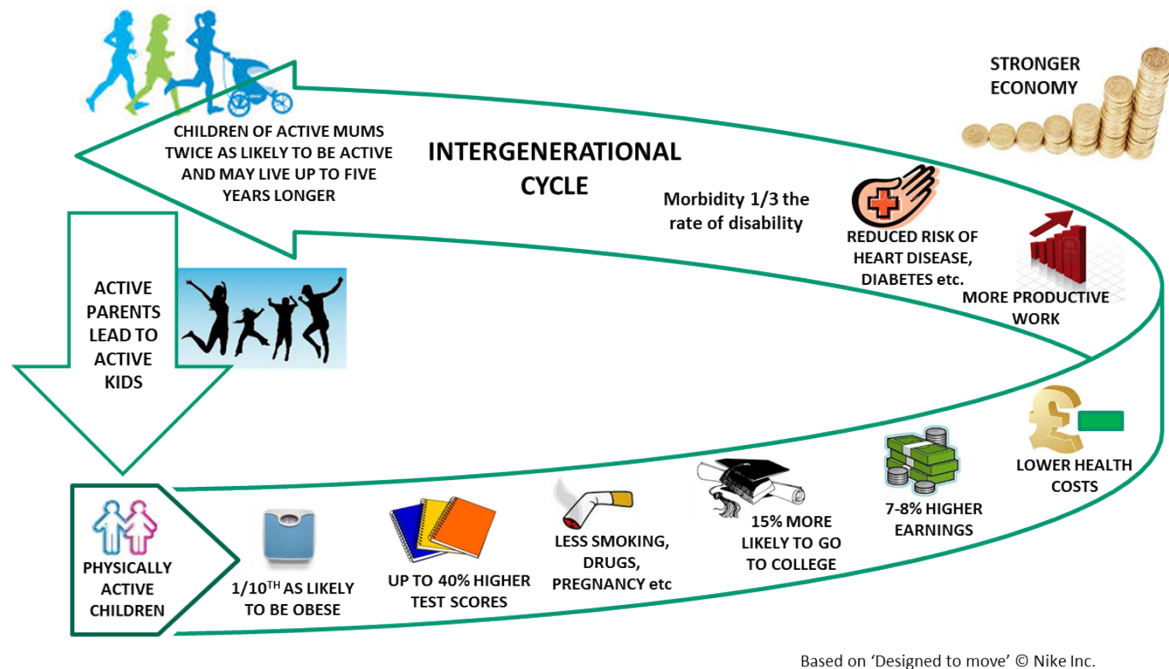 STRONGER
ECONOMY
CHILDREN OF ACTIVE MUMS
TWICE AS LIKELY TO BE ACTIVE
AND MAY LIVE UP TO FIVE
YEARS LONGER
INTERGENERATIONAL
CYCLE
Morbidity 1/3 the
rate of disability
REDUCED RISK OF
HEART DISEASE,
DIABETES etc.
MORE PRODUCTIVE
WORK
ACTIVE
PARENTS
LEAD TO
ACTIVE
KIDS
PHYSICALLY
ACTIVE
CHILDREN
1/10TH AS LIKELY
TO BE OBESE
UP TO 40% HIGHER
TEST SCORES
LESS SMOKING,
DRUGS,
PREGNANCY etc
15% MORE
LIKELY TO GO
TO COLLEGE
7-8% HIGHER
EARNINGS
£
LOWER HEALTH
COSTS
Based on ‘Designed to move’ © Nike Inc.